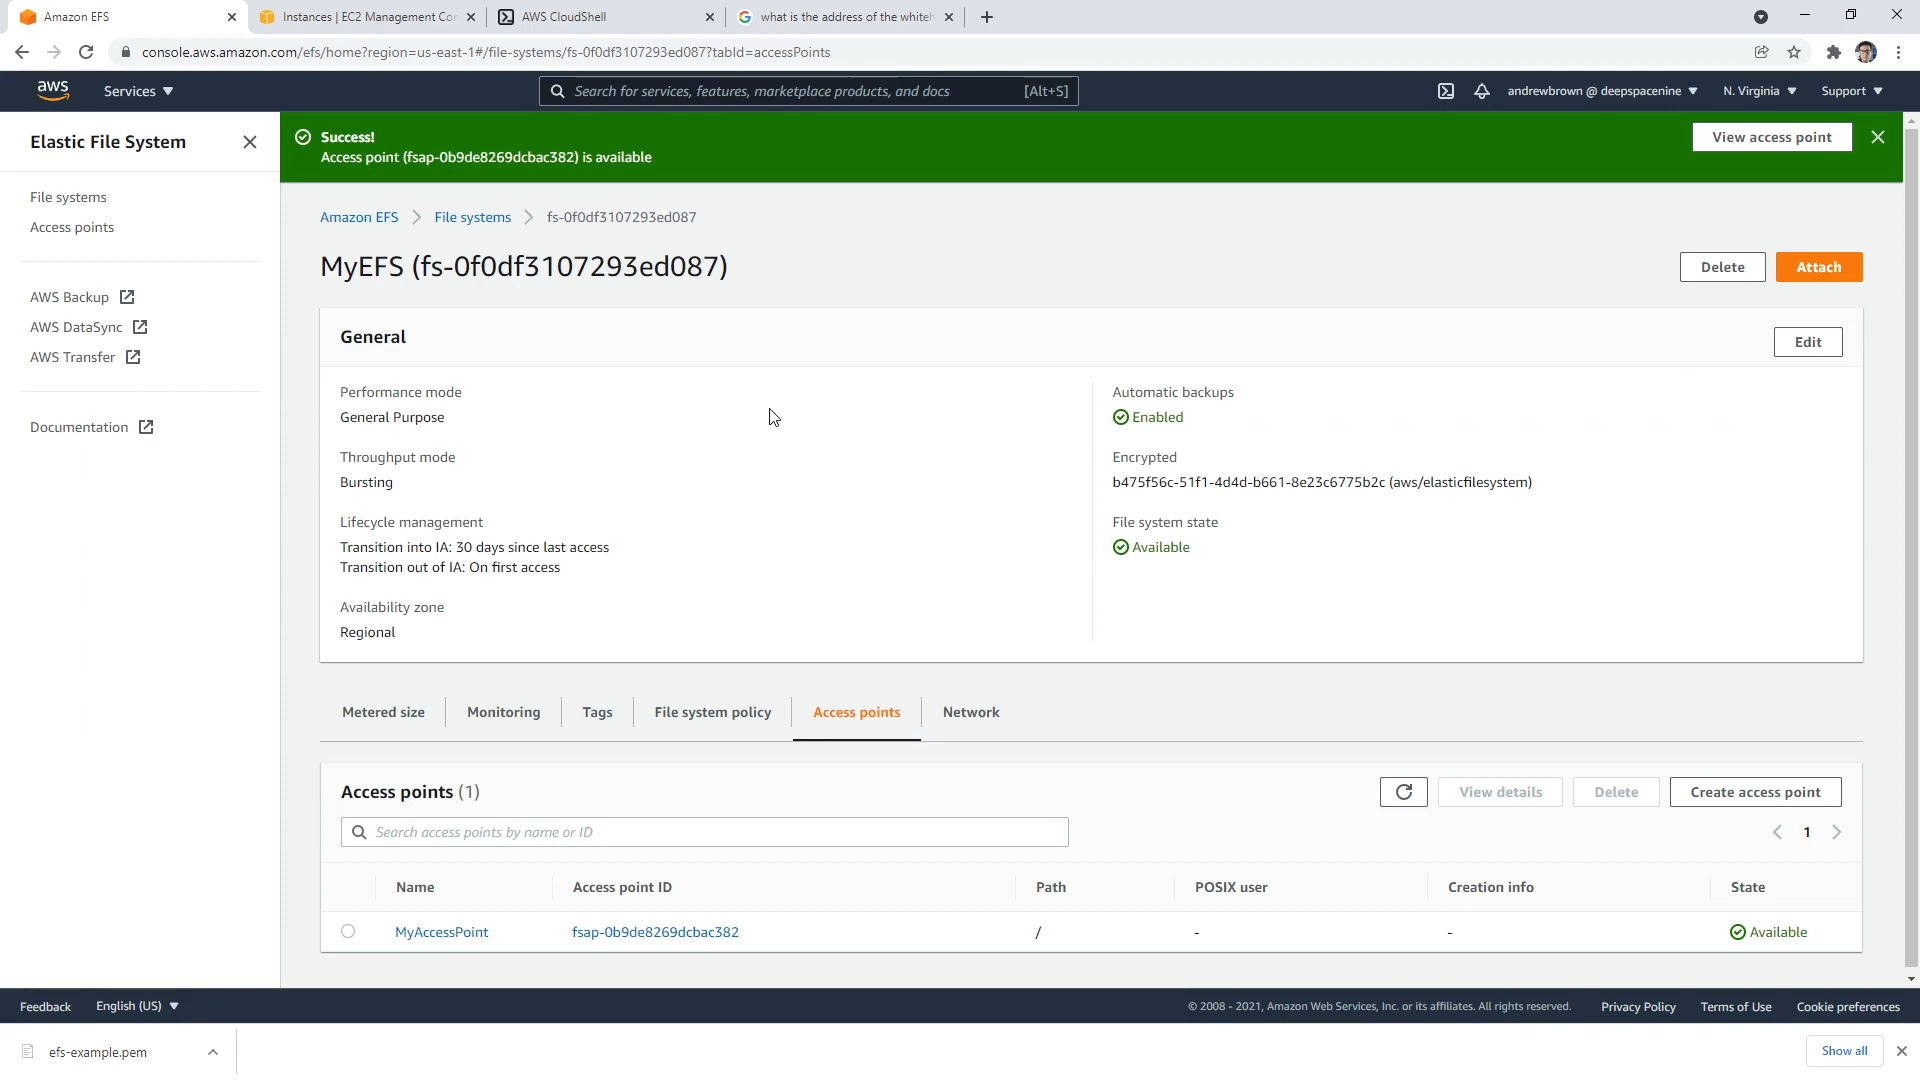 Amazon EFS
Instances | EC2 Management Con
AWS CloudShell
what is the address of the whiteh
console.aws.amazon.com/efs/home?region=us-east-1#/file-systems/fs-0f0df3107293ed087?tabId=accessPoints
aws
Services
Search for services, features, marketplace products, and docs
[Alt+S]
andrewbrown @ deepspacenine
N. Virginia
Support
Elastic File System
File systems
Access points
AWS Backup
AWS DataSync
AWS Transfer
Documentation
Success!
Access point (fsap-0b9de8269dcbac382) is available
View access point
Amazon EFS
File systems
fs-0f0df3107293ed087
MyEFS (fs-0f0df3107293ed087)
Delete
Attach
General
Edit
Performance mode
General Purpose
Throughput mode
Bursting
Lifecycle management
Transition into IA: 30 days since last access
Transition out of IA: On first access
Availability zone
Regional
Automatic backups
Enabled
Encrypted
b475f56c-51f1-4d4d-b661-8e23c6775b2c (aws/elasticfilesystem)
File system state
Available
Metered size
Monitoring
Tags
File system policy
Access points
Network
Access points (1)
View details
Delete
Create access point
Search access points by name or ID
1
Name
Access point ID
Path
POSIX user
Creation info
State
MyAccessPoint
fsap-0b9de8269dcbac382
/
-
-
Available
Feedback
English (US)
© 2008 - 2021, Amazon Web Services, Inc. or its affiliates. All rights reserved.
Privacy Policy
Terms of Use
Cookie preferences
efs-example.pem
Show all